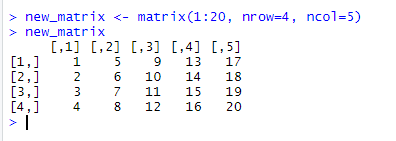 > new_matrix <- matrix(1:20, nrow=4, ncol=5)
> new_matrix
     [,1] [,2] [,3] [,4] [,5]
[1,]    1    5    9   13   17
[2,]    2    6   10   14   18
[3,]    3    7   11   15   19
[4,]    4    8   12   16   20
>